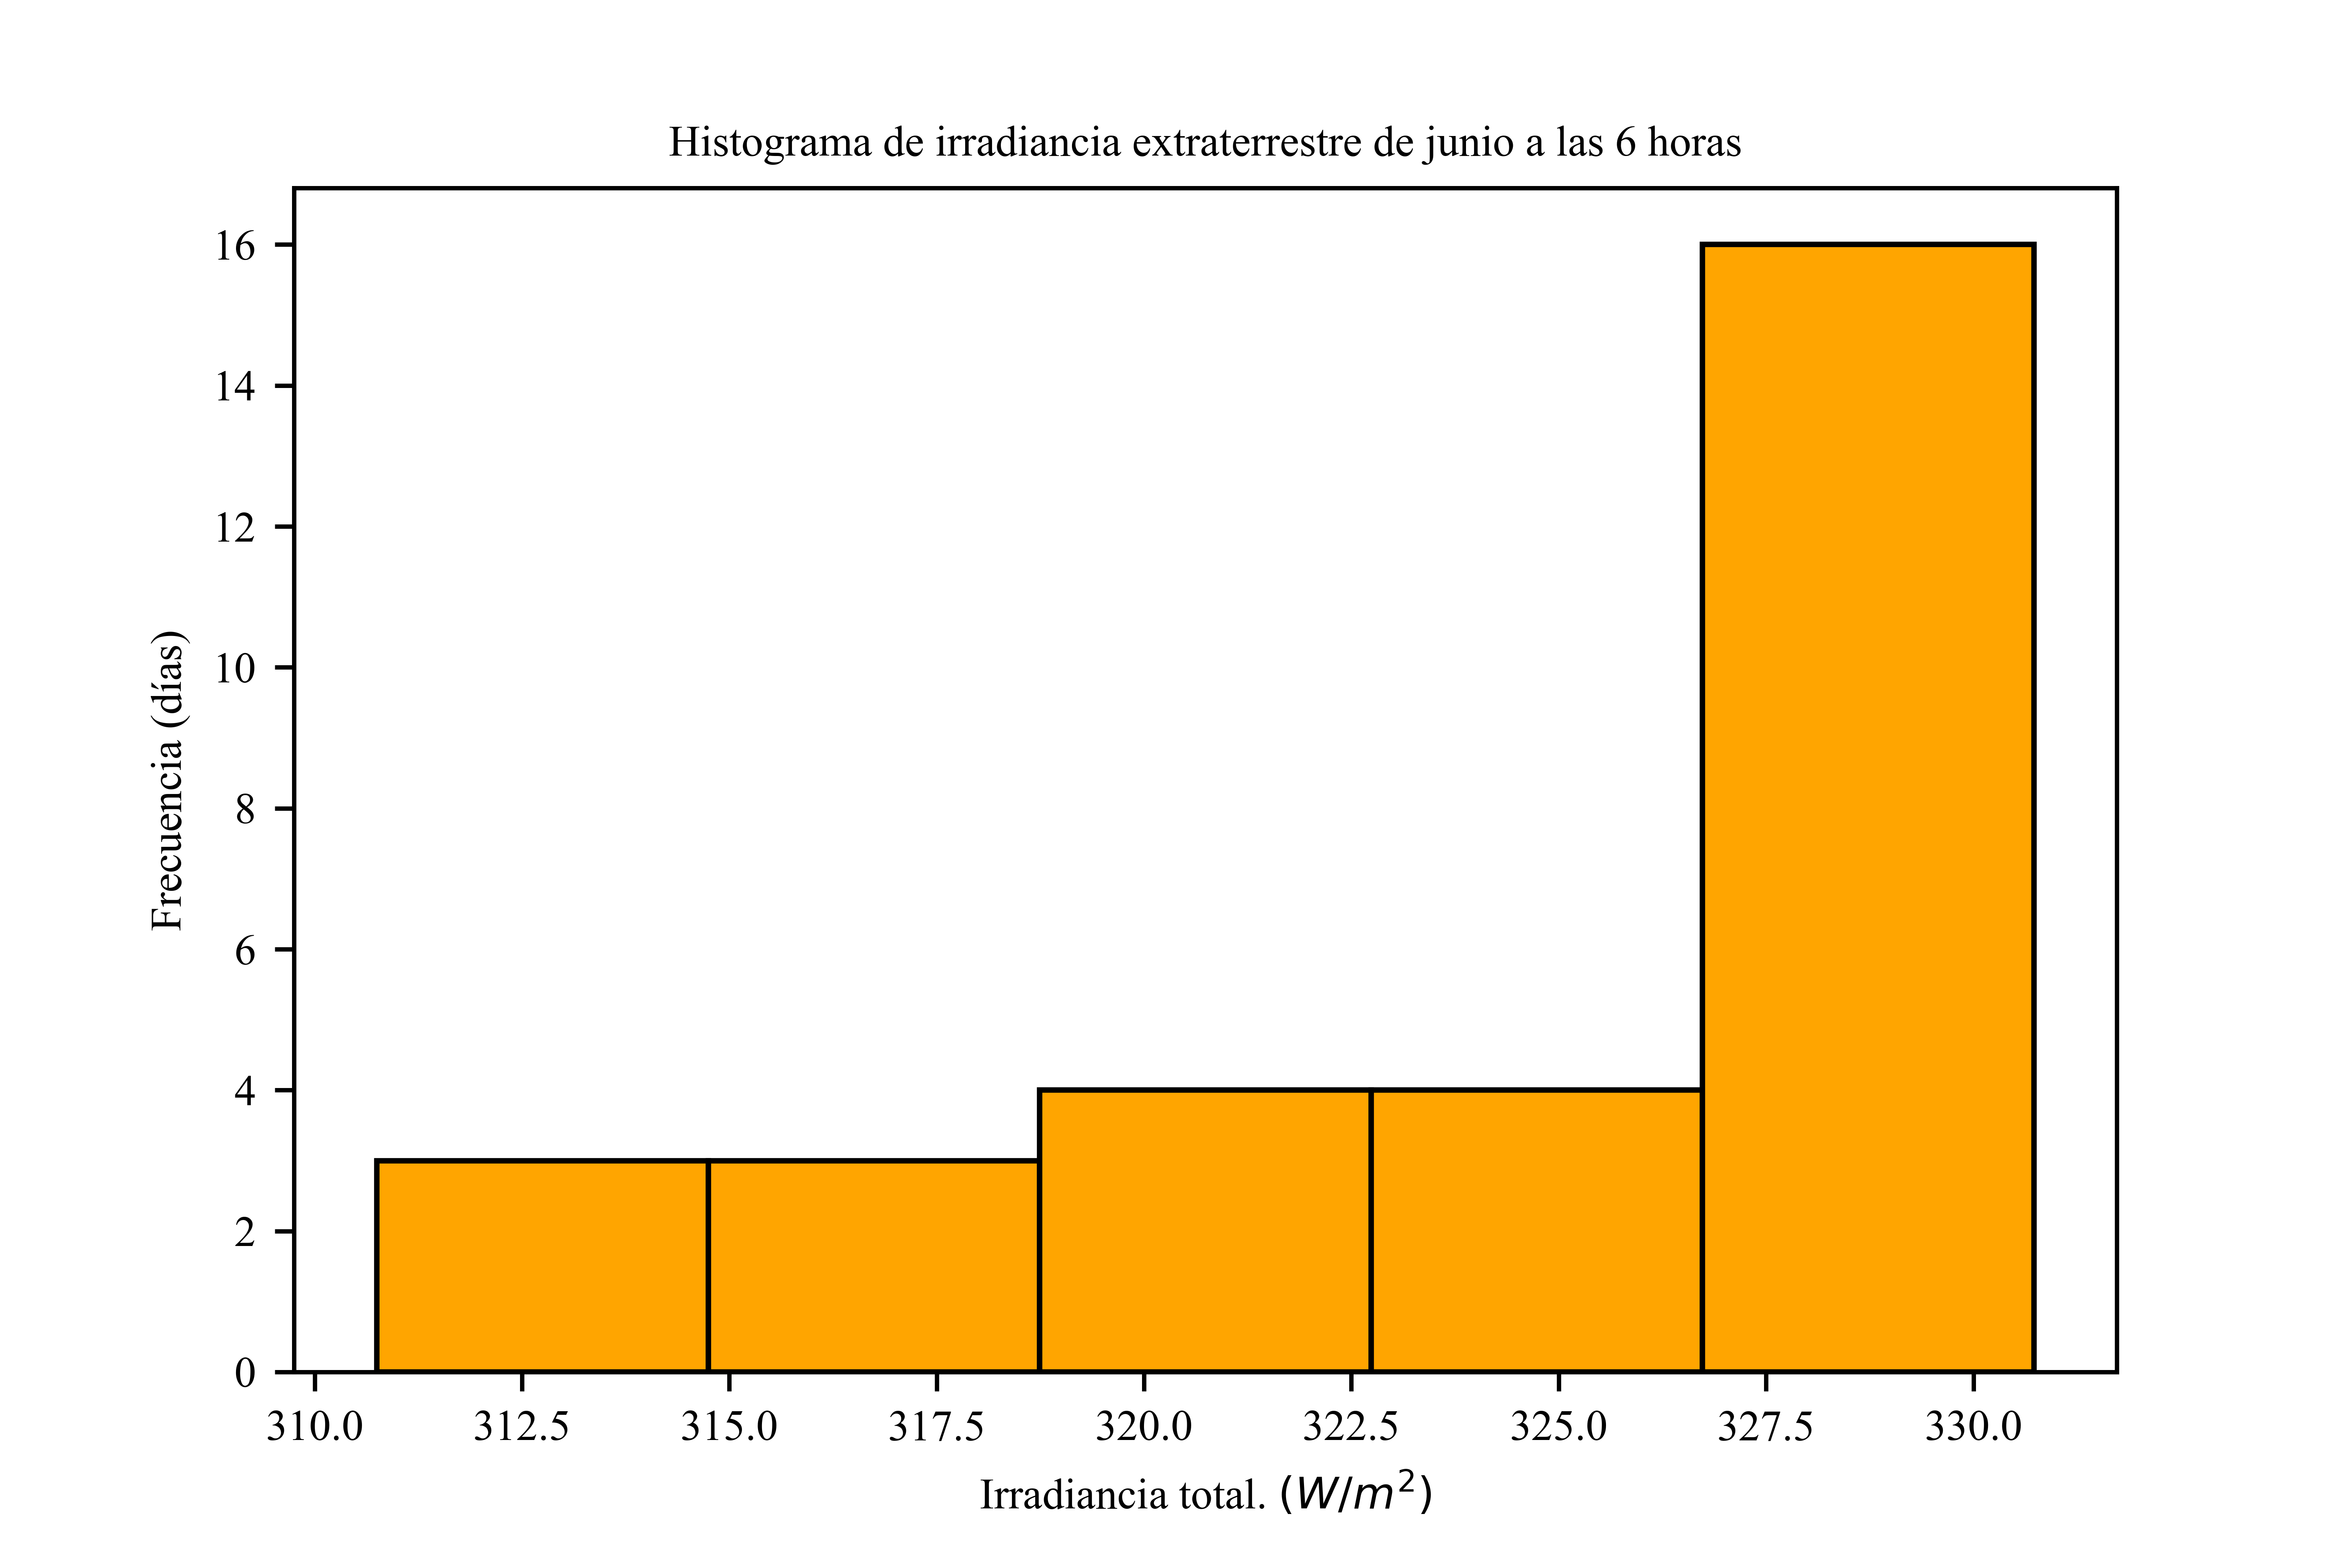 Histograma de irradiancia extraterrestre de junio a las 6 horas
Frecuencia (días)
16
14
12
10
8
6
4
2
0
310.0 312.5 315.0 317.5 320.0 322.5 325.0 327.5 330.0
Irradiancia total. (W/m²)